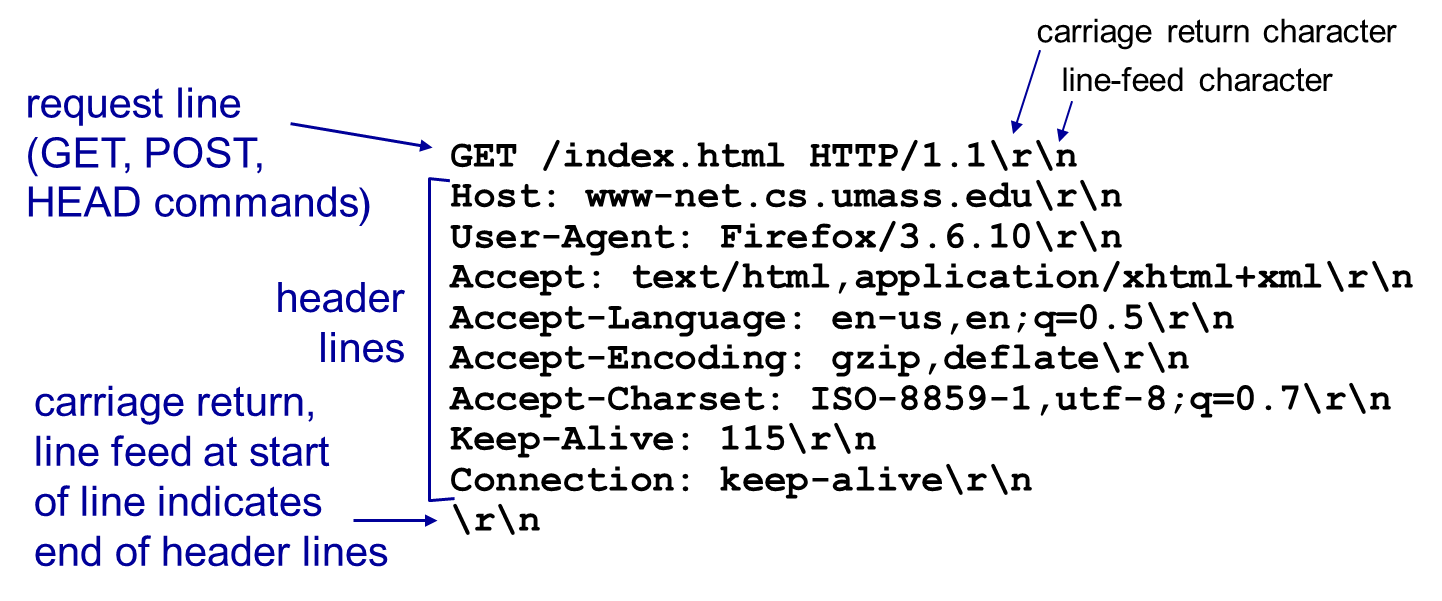 carriage return character
line-feed character
request line
(GET, POST,
HEAD commands)
GET /index.html HTTP/1.1\r\n
Host: www-net.cs.umass.edu\r\n
User-Agent: Firefox/3.6.10\r\n
Accept: text/html,application/xhtml+xml\r\n
Accept-Language: en-us,en;q=0.5\r\n
Accept-Encoding: gzip,deflate\r\n
Accept-Charset: ISO-8859-1,utf-8;q=0.7\r\n
Keep-Alive: 115\r\n
Connection: keep-alive\r\n
\r\n
header
lines
carriage return,
line feed at start
of line indicates
end of header lines